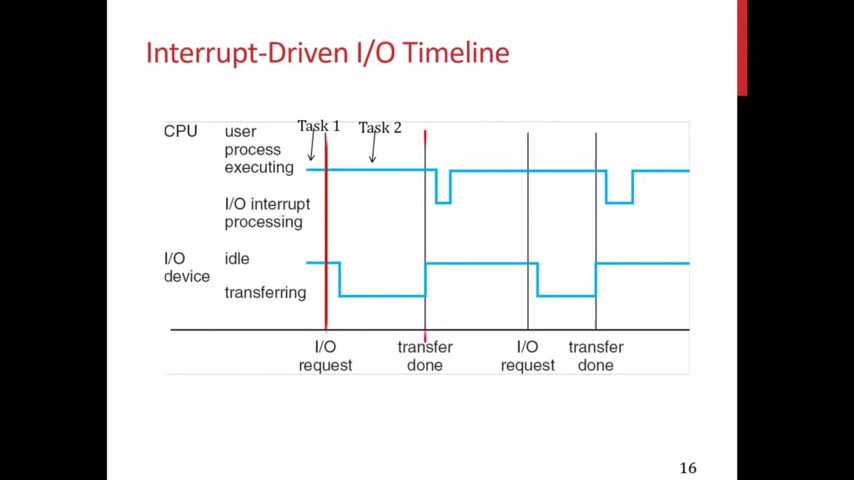 Interrupt-Driven I/O Timeline
Task 1 Task 2
CPU user
process
executing
I/O interrupt
processing
I/O idle
device
transferring
I/O transfer I/O transfer
request done request done
16